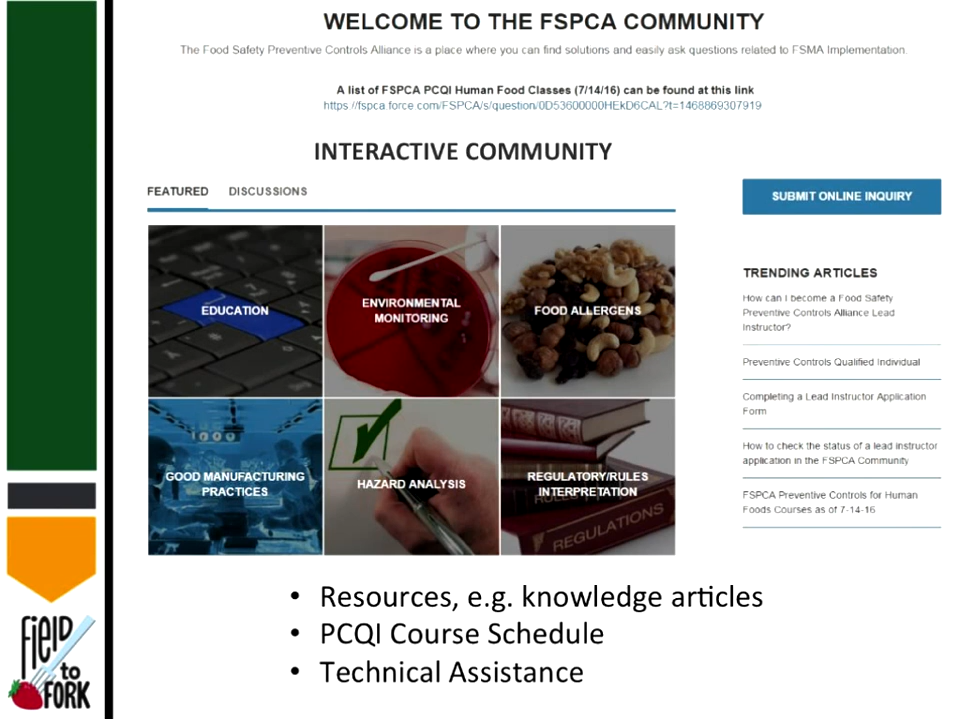 WELCOME TO THE FSPCA COMMUNITY
The Food Safety Preventive Controls Alliance is a place where you can find solutions and easily ask questions related to FSMA Implementation.
A list of FSPCA PCQI Human Food Classes (7/14/16) can be found at this link
https://fspca.force.com/FSPCA/s/question/0D53600000HEkD6CAL?t=1468869307919
INTERACTIVE COMMUNITY
FEATURED DISCUSSIONS
SUBMIT ONLINE INQUIRY
EDUCATION
ENVIRONMENTAL
MONITORING
FOOD ALLERGENS
GOOD MANUFACTURING
PRACTICES
HAZARD ANALYSIS
REGULATORY/RULES
INTERPRETATION
RULES
REGULATIONS
TRENDING ARTICLES
How can I become a Food Safety
Preventive Controls Alliance Lead
Instructor?
Preventive Controls Qualified Individual
Completing a Lead Instructor Application
Form
How to check the status of a lead instructor
application in the FSPCA Community
FSPCA Preventive Controls for Human
Foods Courses as of 7-14-16
• Resources, e.g. knowledge articles
• PCQI Course Schedule
• Technical Assistance
FielD
to
FORK